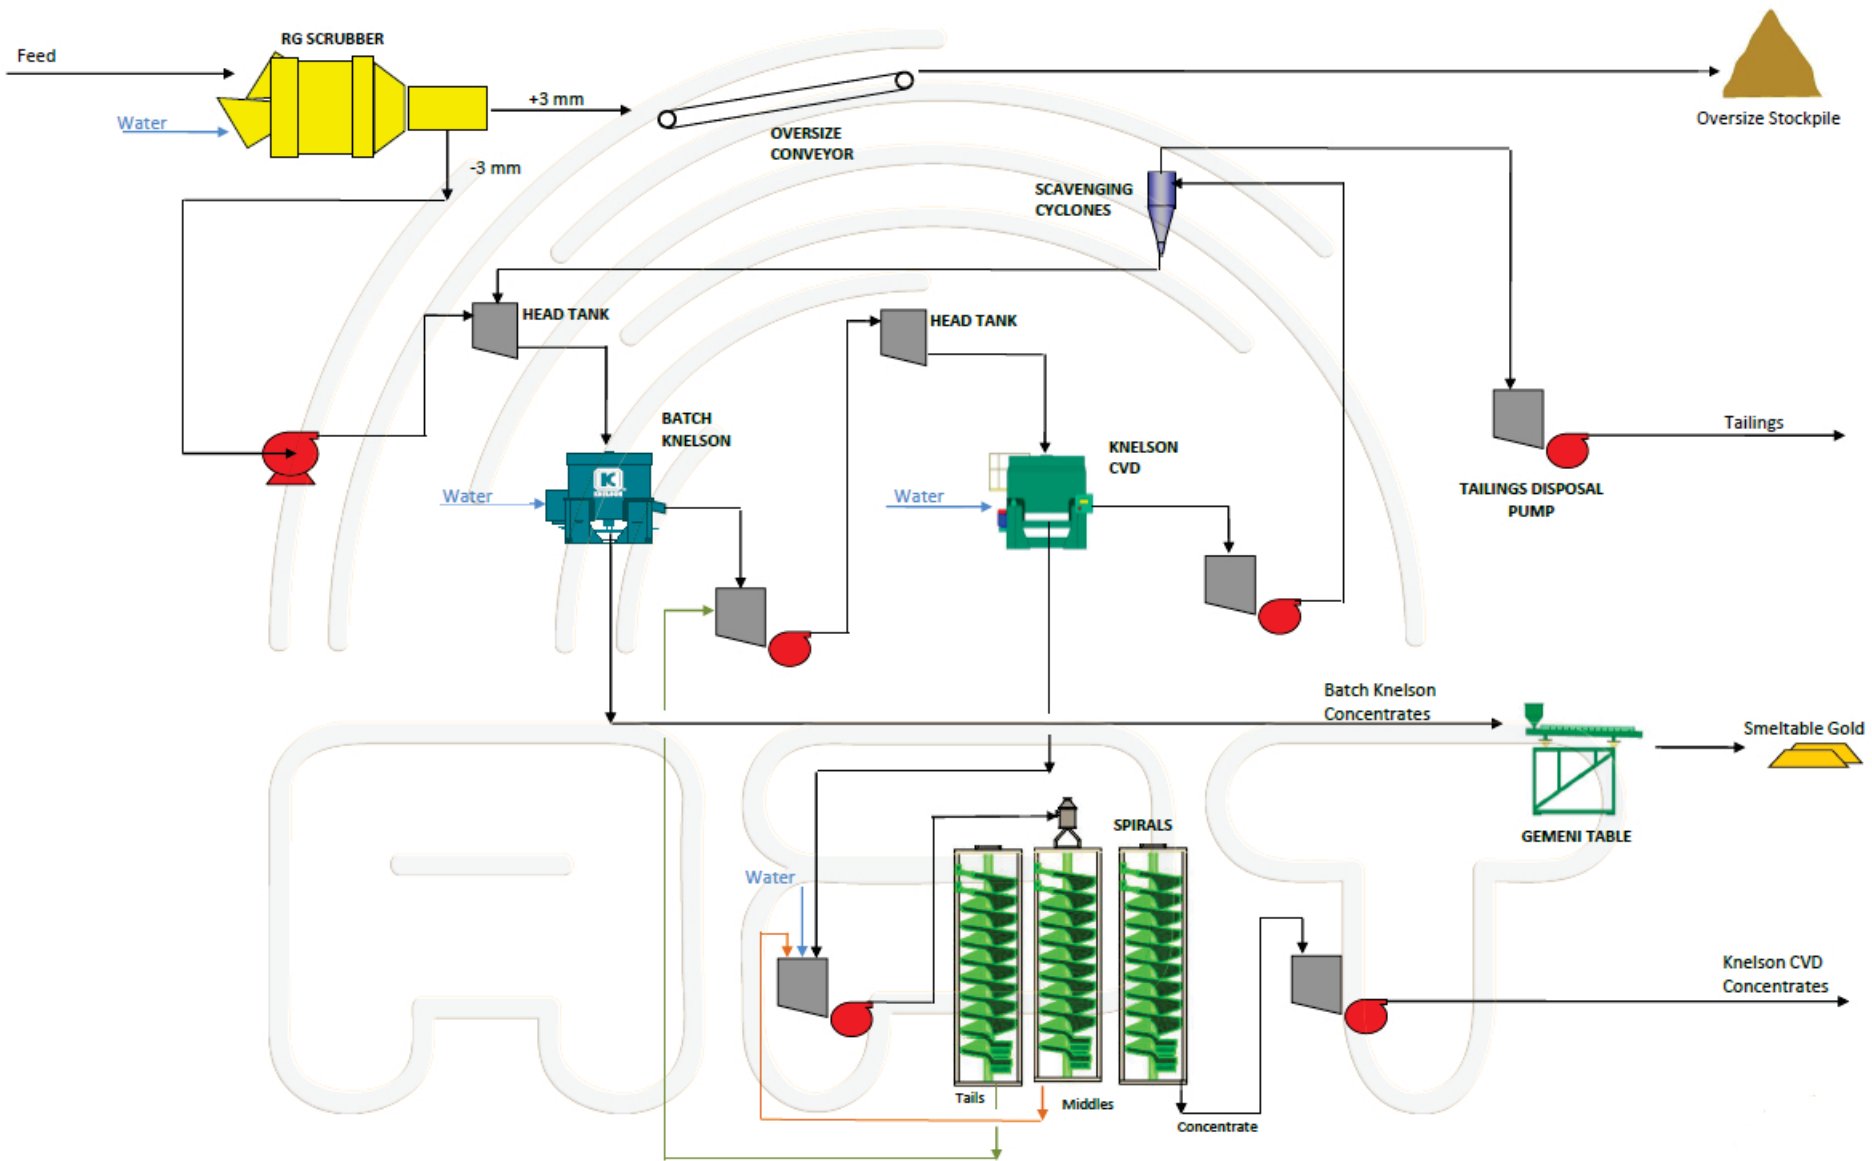 RG SCRUBBER
Feed
Water
+3 mm
-3 mm
OVERSIZE
CONVEYOR
Oversize Stockpile
SCAVENGING
CYCLONES
HEAD TANK
HEAD TANK
BATCH
KNELSON
KNELSON
CVD
Water
Water
K
KNELSON
Tailings
TAILINGS DISPOSAL
PUMP
Batch Knelson
Concentrates
Smeltable Gold
GEMENI TABLE
SPIRALS
Water
Knelson CVD
Concentrates
Tails
Middles
Concentrate